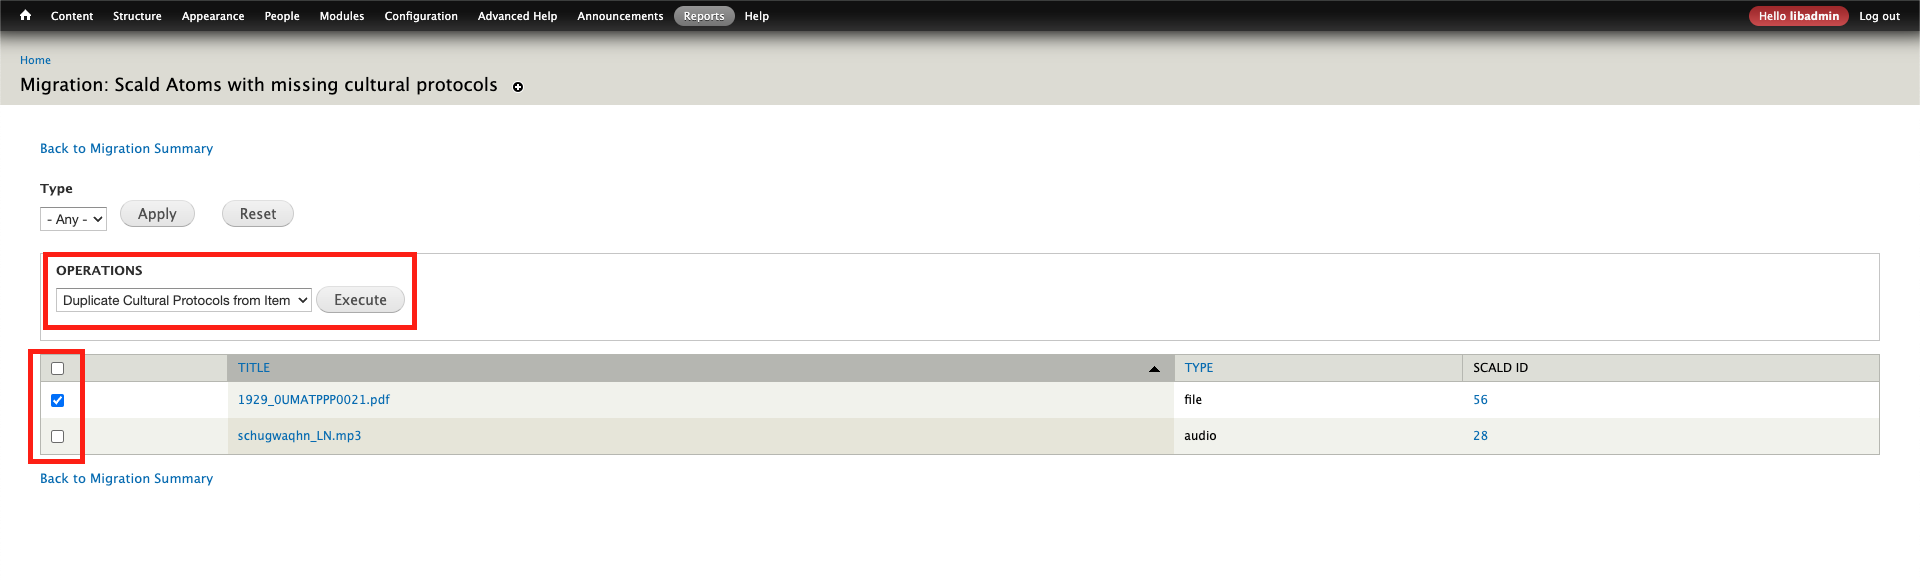 Content Structure Appearance People Modules Configuration Advanced Help Announcements Reports Help Hello libadmin Log out
Home
Migration: Scald Atoms with missing cultural protocols
Back to Migration Summary
Type
- Any - Apply Reset
OPERATIONS
Duplicate Cultural Protocols from Item Execute
TITLE TYPE SCALD ID
1929_0UMATPPP0021.pdf file 56
schugwaqhn_LN.mp3 audio 28
Back to Migration Summary